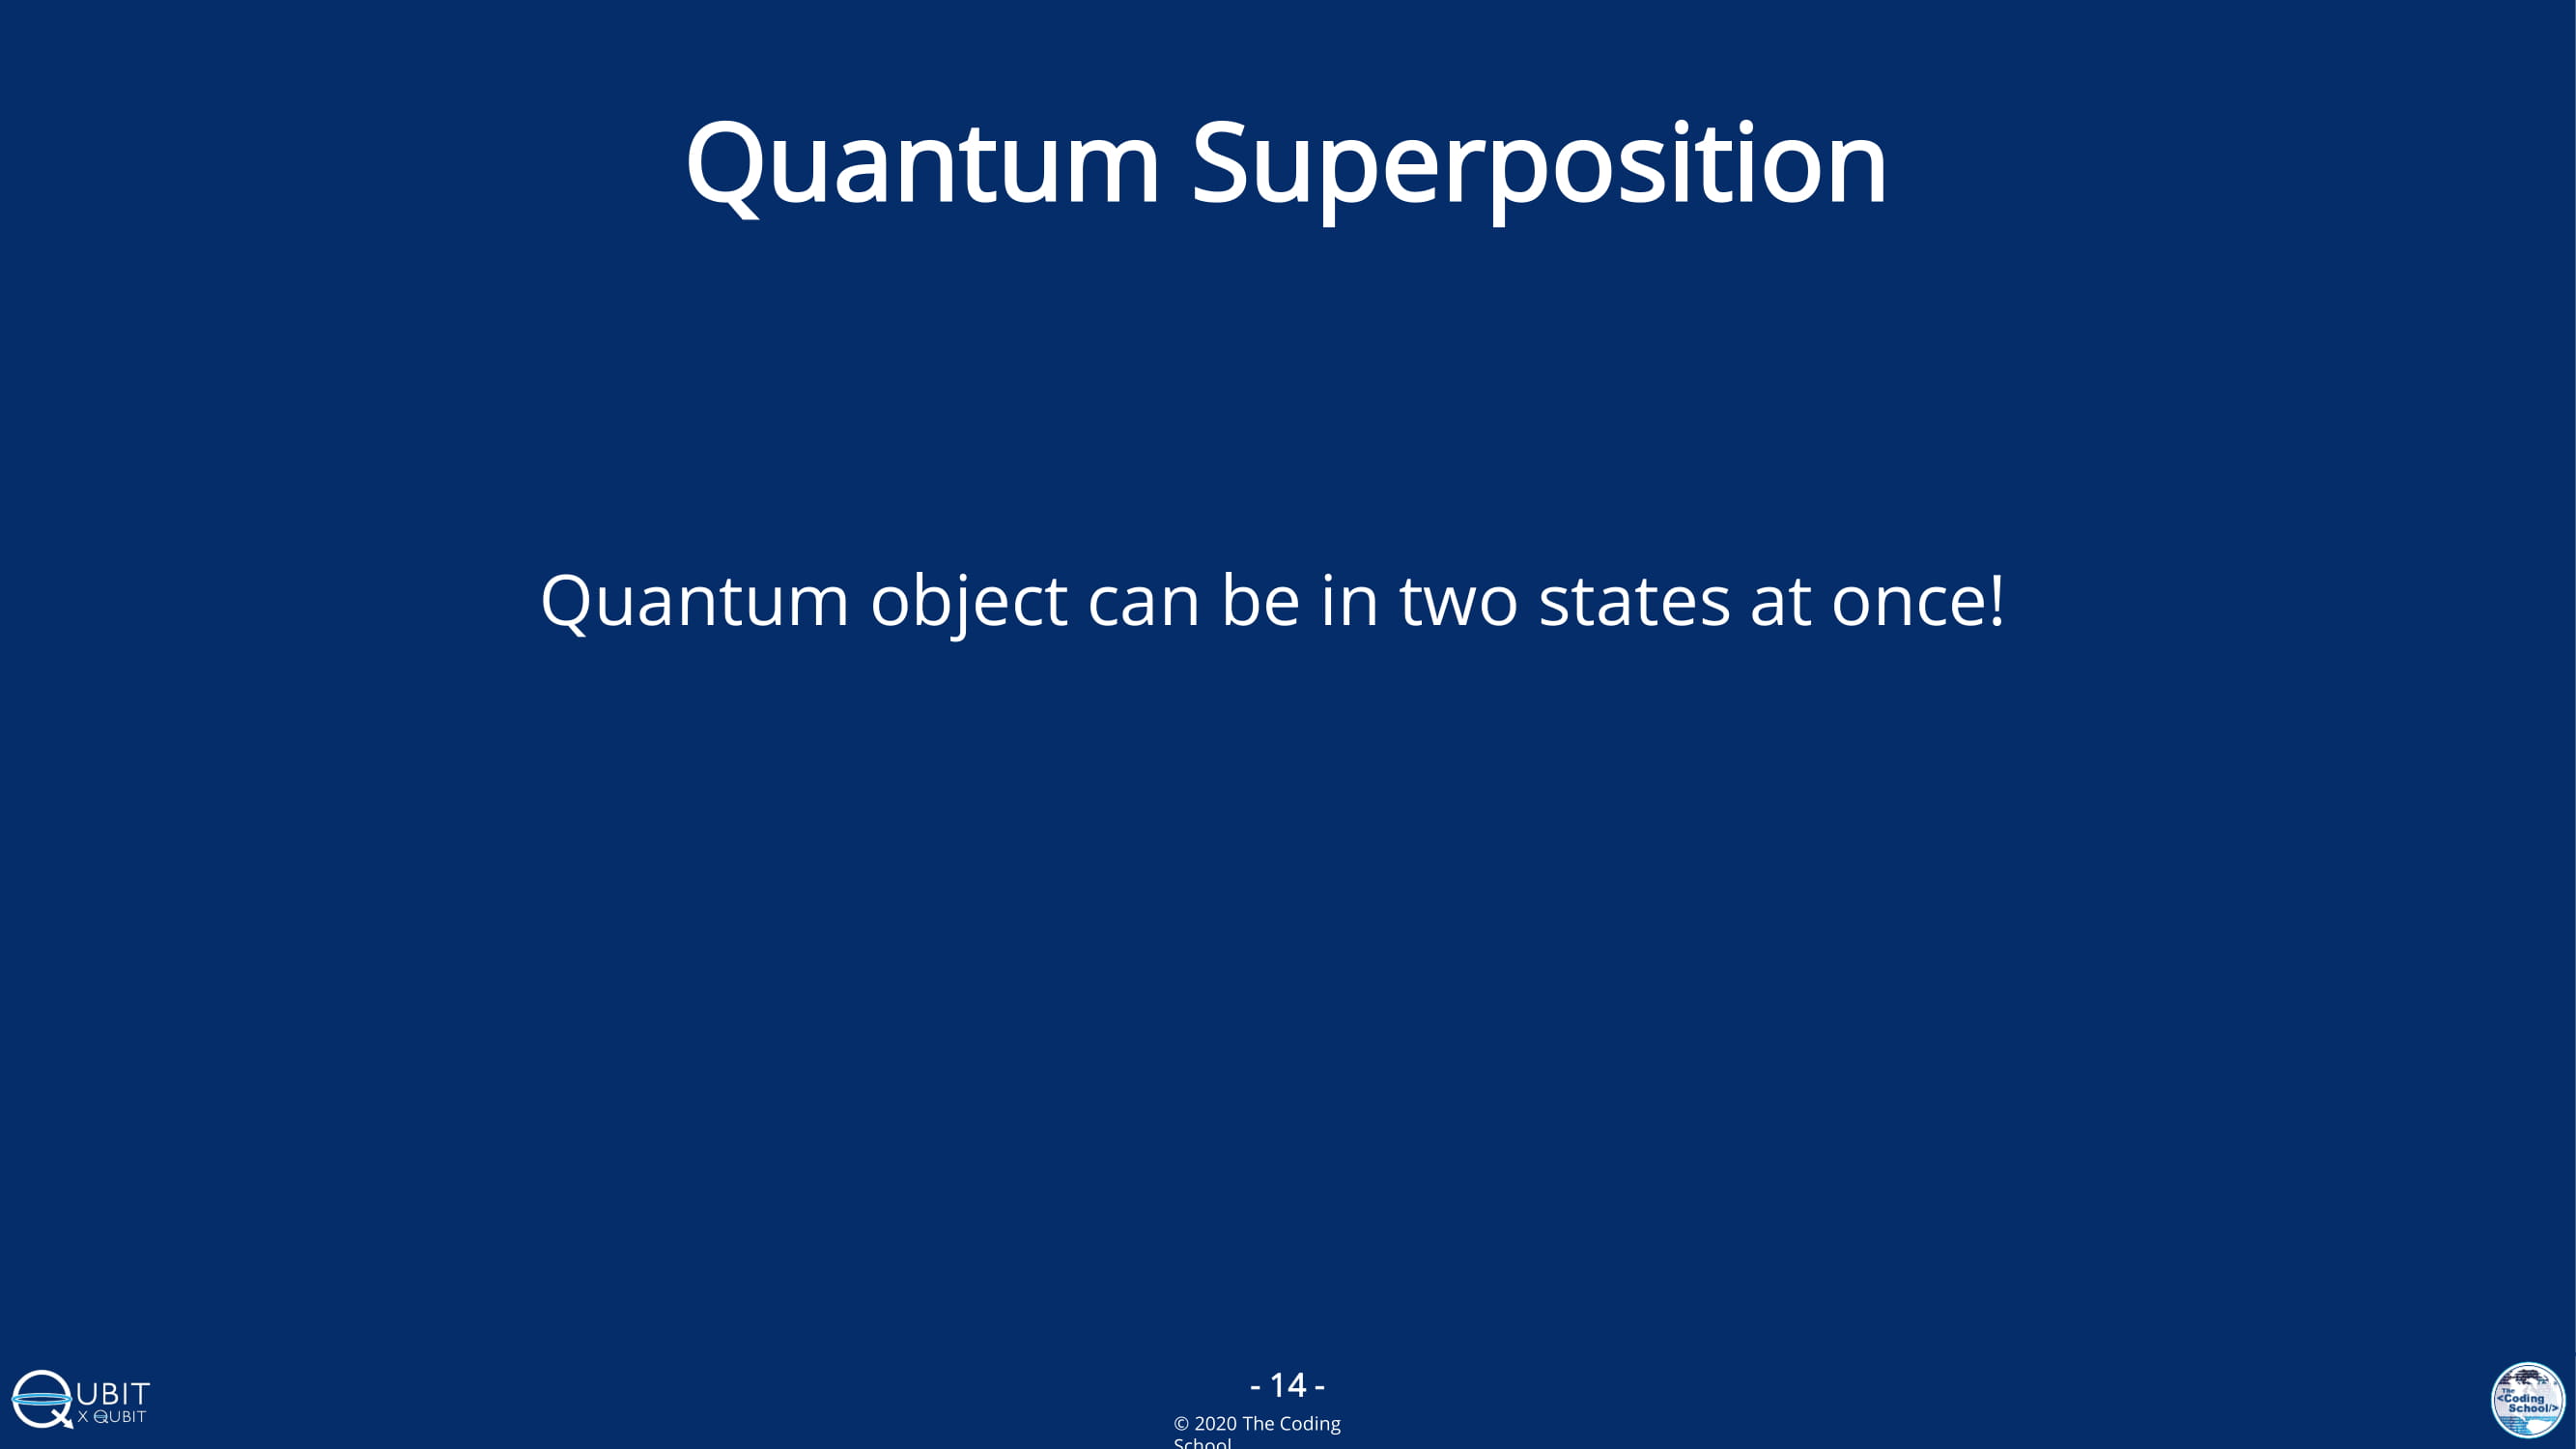 Quantum Superposition
Quantum object can be in two states at once!
QUBIT
X QUBIT
- 14 -
© 2020 The Coding
School
The
<Coding
School/>